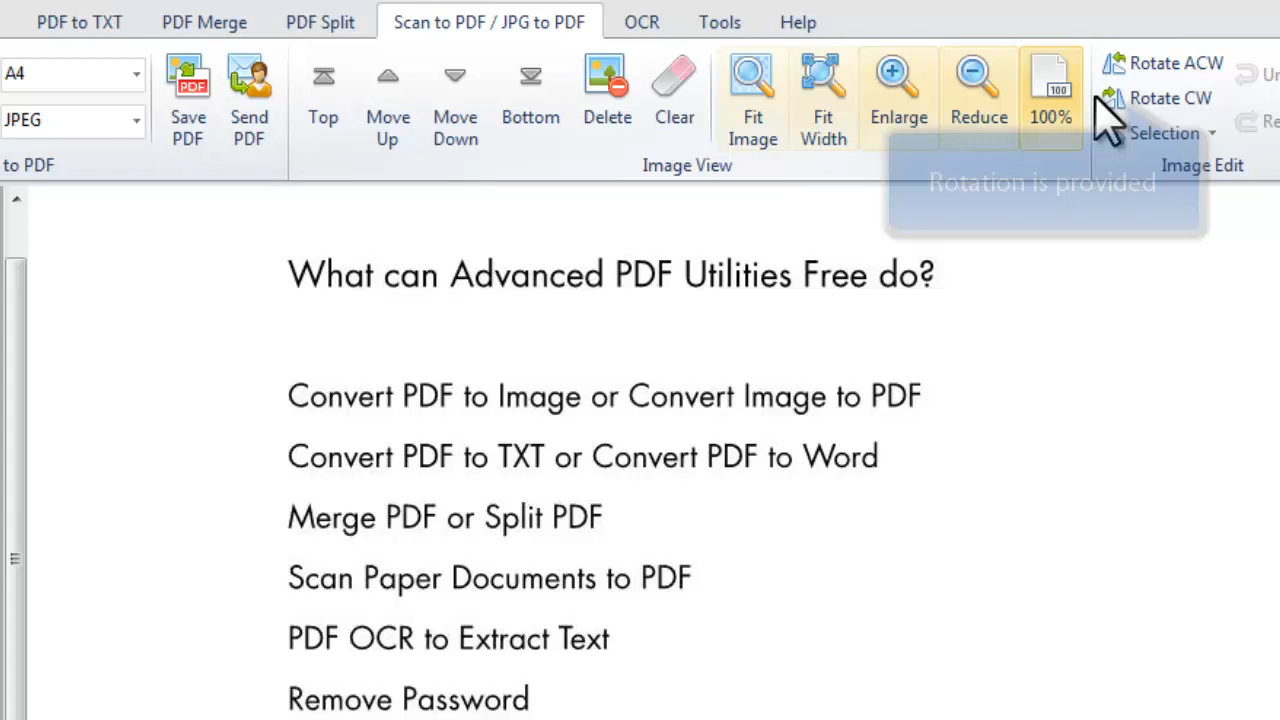 PDF to TXT PDF Merge PDF Split Scan to PDF / JPG to PDF OCR Tools Help
A4
JPEG
to PDF
Save PDF
Send PDF
Top
Move Up
Move Down
Bottom
Delete
Clear
Fit Image
Fit Width
Enlarge
Reduce
100
100%
Image View
Rotate ACW
Rotate CW
Selection
Image Edit
Rotation is provided
What can Advanced PDF Utilities Free do?
Convert PDF to Image or Convert Image to PDF
Convert PDF to TXT or Convert PDF to Word
Merge PDF or Split PDF
Scan Paper Documents to PDF
PDF OCR to Extract Text
Remove Password